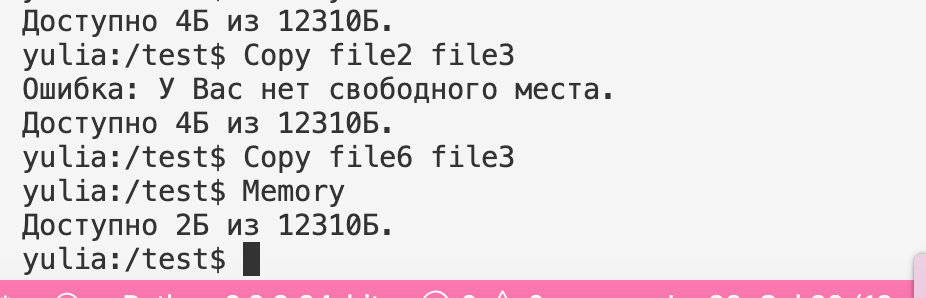 Доступно 4Б из 12310Б.
yulia:/test$ Copy file2 file3
Ошибка: У Вас нет свободного места.
Доступно 4Б из 12310Б.
yulia:/test$ Copy file6 file3
yulia:/test$ Memory
Доступно 2Б из 12310Б.
yulia:/test$